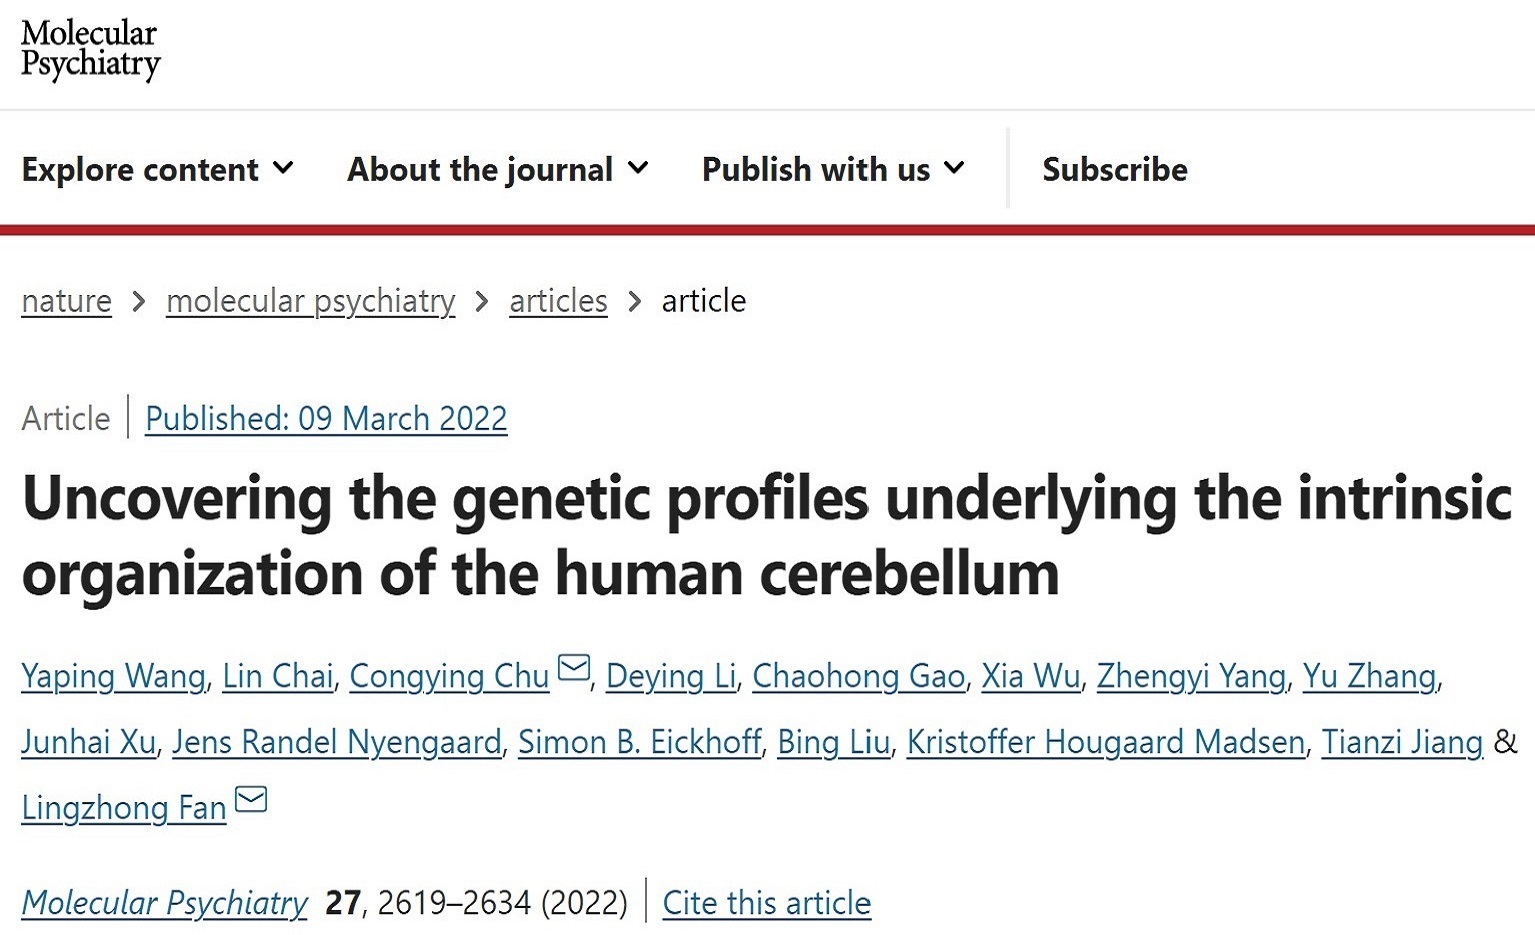 Molecular
Psychiatry
Explore content About the journal Publish with us Subscribe
nature > molecular psychiatry > articles > article
Article | Published: 09 March 2022
Uncovering the genetic profiles underlying the intrinsic
organization of the human cerebellum
Yaping Wang, Lin Chai, Congying Chu, Deying Li, Chaohong Gao, Xia Wu, Zhengyi Yang, Yu Zhang,
Junhai Xu, Jens Randel Nyengaard, Simon B. Eickhoff, Bing Liu, Kristoffer Hougaard Madsen, Tianzi Jiang &
Lingzhong Fan
Molecular Psychiatry 27, 2619–2634 (2022) | Cite this article